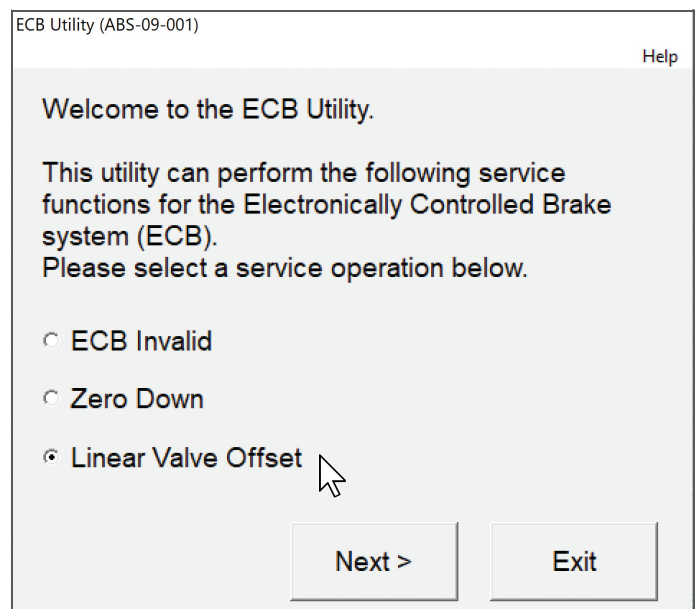 ECB Utility (ABS-09-001)
Help
Welcome to the ECB Utility.
This utility can perform the following service
functions for the Electronically Controlled Brake
system (ECB).
Please select a service operation below.
ECB Invalid
Zero Down
Linear Valve Offset
Next >
Exit